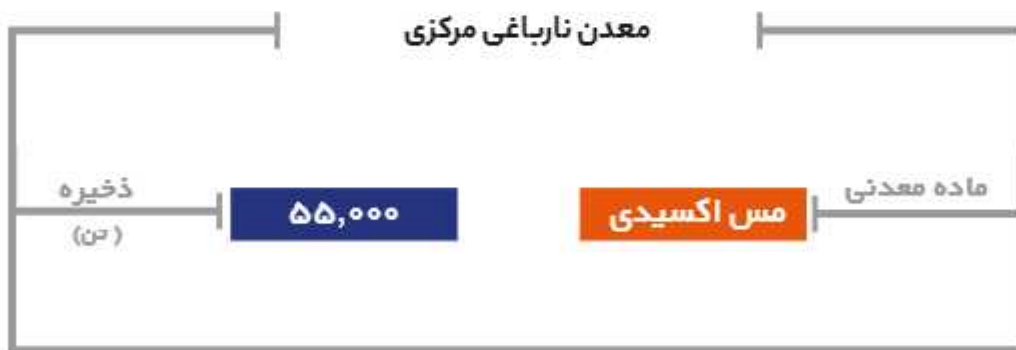 معدن نارباغی مرکزی
ماده معدنی
مس اکسیدی
۵۵,۰۰۰
ذخیره
(تن)